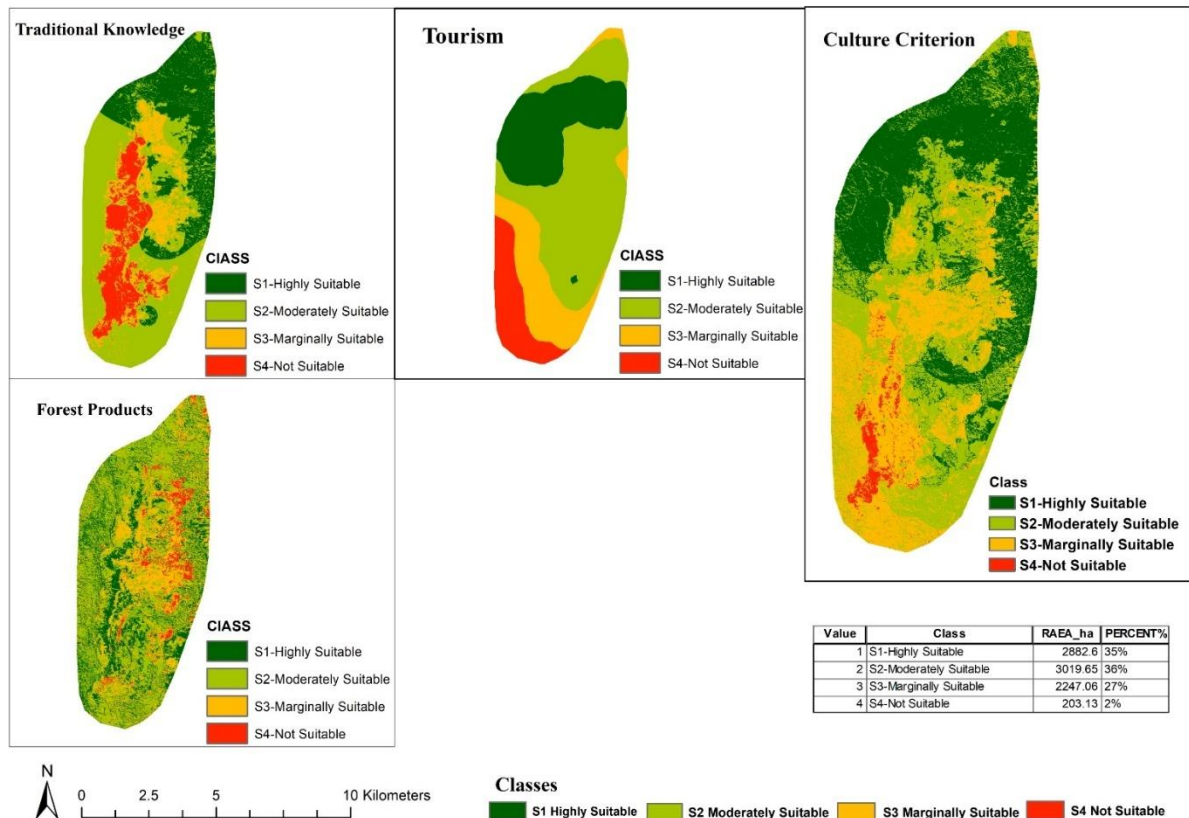 Traditional Knowledge
ClASS
S1-Highly Suitable
S2-Moderately Suitable
S3-Marginally Suitable
S4-Not Suitable
Tourism
ClASS
S1-Highly Suitable
S2-Moderately Suitable
S3-Marginally Suitable
S4-Not Suitable
Culture Criterion
Class
S1-Highly Suitable
S2-Moderately Suitable
S3-Marginally Suitable
S4-Not Suitable
Forest Products
ClASS
S1-Highly Suitable
S2-Moderately Suitable
S3-Marginally Suitable
S4-Not Suitable
Value Class RAEA_ha PERCENT%
1 S1-Highly Suitable 2882.6 35%
2 S2-Moderately Suitable 3019.65 36%
3 S3-Marginally Suitable 2247.06 27%
4 S4-Not Suitable 203.13 2%
N
0 2.5 5 10 Kilometers
Classes
S1 Highly Suitable S2 Moderately Suitable S3 Marginally Suitable S4 Not Suitable